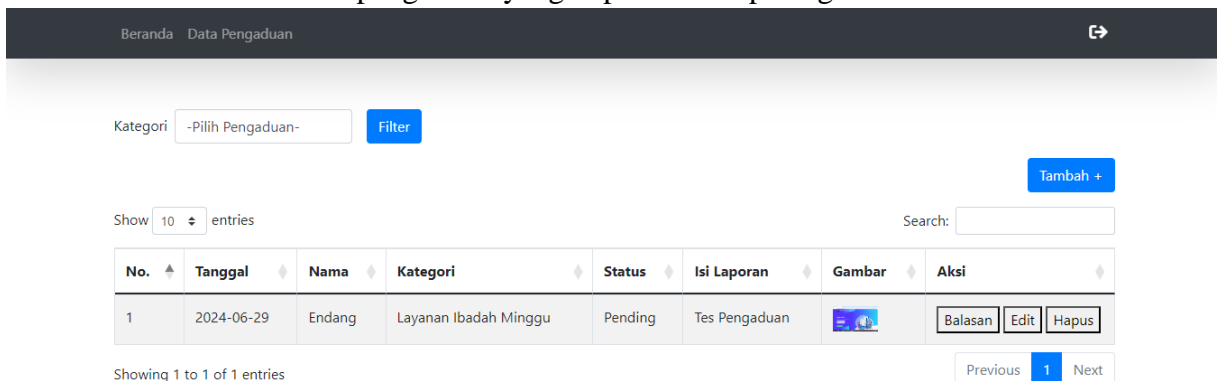 Beranda Data Pengaduan
Kategori -Pilih Pengaduan- Filter
Tambah +
Show 10 entries Search:
No. Tanggal Nama Kategori Status Isi Laporan Gambar Aksi
1 2024-06-29 Endang Layanan Ibadah Minggu Pending Tes Pengaduan Balasan Edit Hapus
Showing 1 to 1 of 1 entries Previous 1 Next